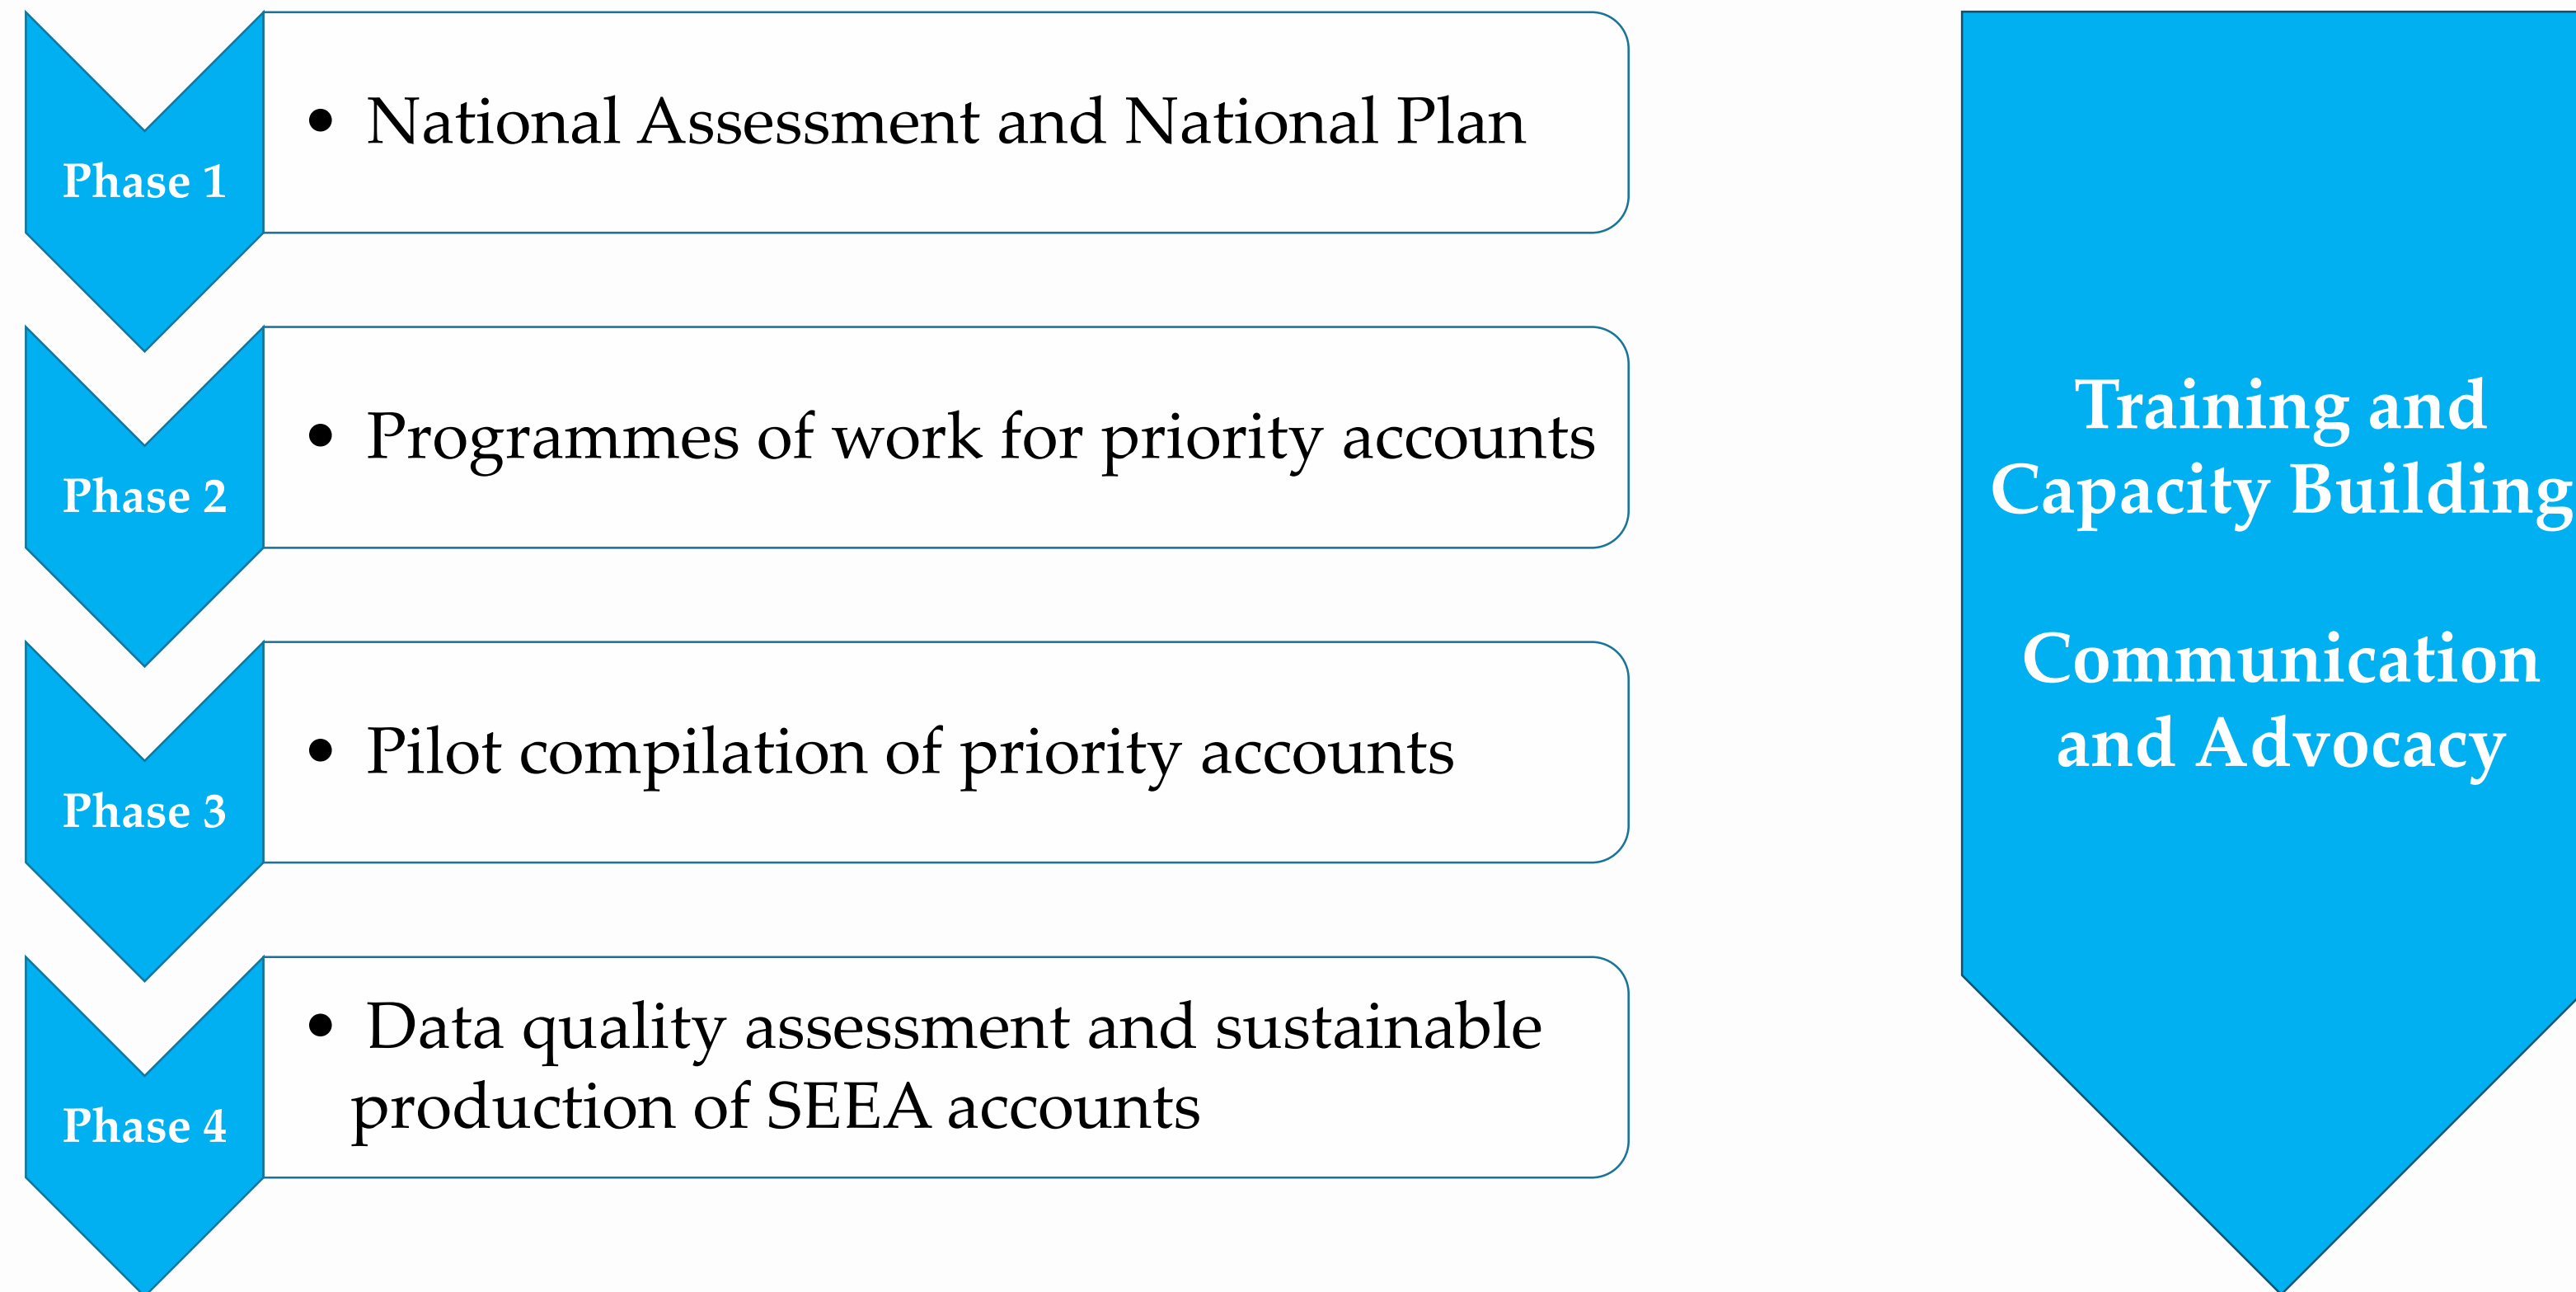 Phase 1
• National Assessment and National Plan
Phase 2
• Programmes of work for priority accounts
Phase 3
• Pilot compilation of priority accounts
Phase 4
• Data quality assessment and sustainable
production of SEEA accounts
Training and
Capacity Building
Communication
and Advocacy